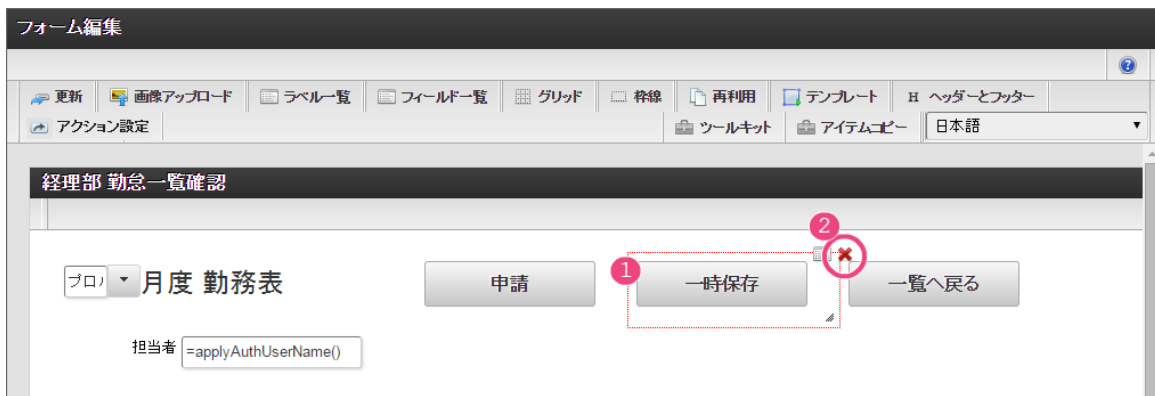 フォーム編集
更新 画像アップロード ラベル一覧 フィールド一覧 グリッド 枠線 再利用 テンプレート H ヘッダーとフッター
アクション設定 ツールキット アイテムコピー 日本語
経理部 勤怠一覧確認
2
1
プロパ 月度 勤務表 申請 一時保存 一覧へ戻る
担当者 =applyAuthUserName()